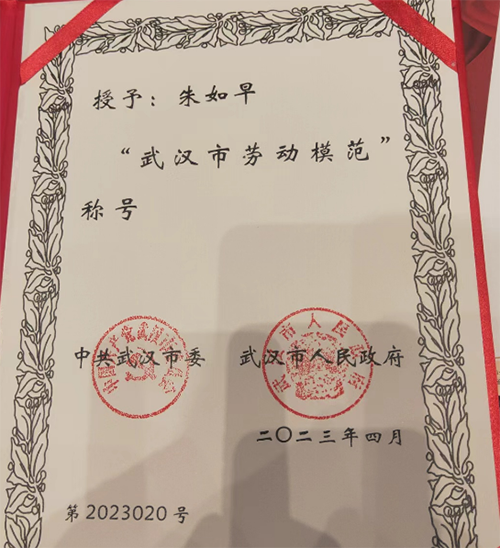 授予：朱如早
“武汉市劳动模范”
称号
中共武汉市委 武汉市人民政府
二〇二三年四月
第2023020号